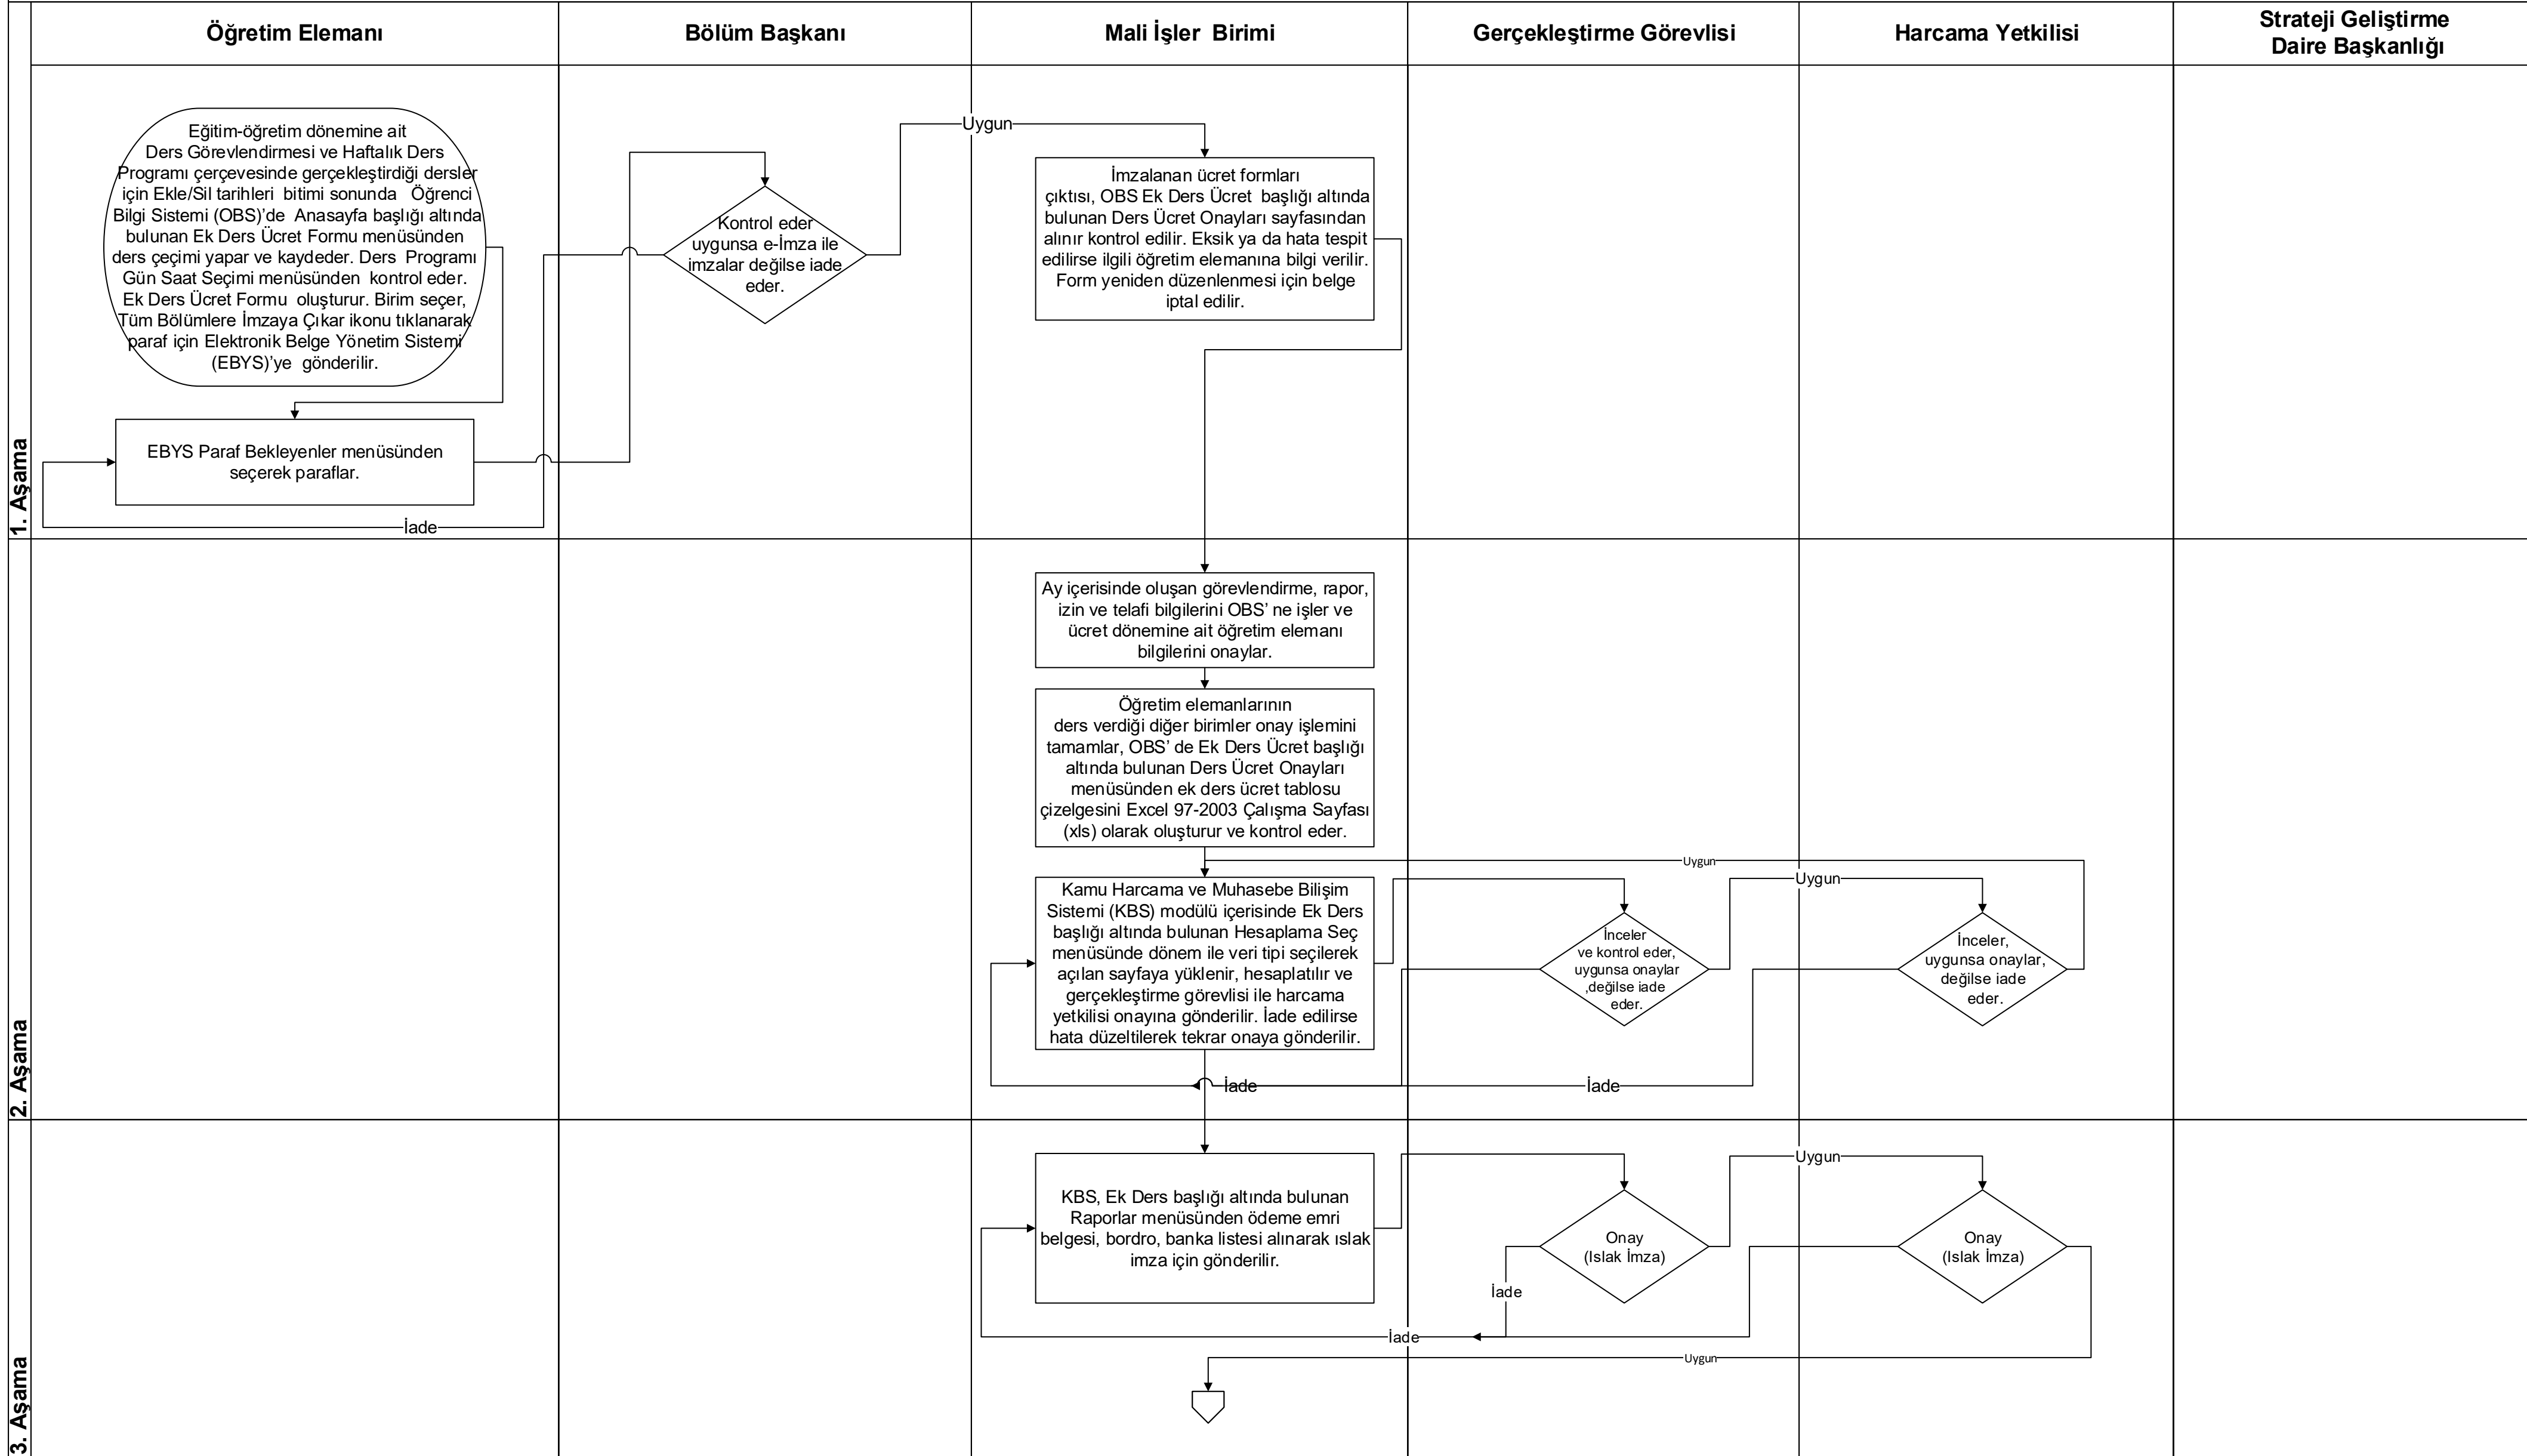 Öğretim Elemanı
Bölüm Başkanı
Mali İşler Birimi
Gerçekleştirme Görevlisi
Harcama Yetkilisi
Strateji Geliştirme
Daire Başkanlığı
1. Aşama
Eğitim-öğretim dönemine ait
Ders Görevlendirmesi ve Haftalık Ders
Programı çerçevesinde gerçekleştirdiği dersler
için Ekle/Sil tarihleri bitimi sonunda Öğrenci
Bilgi Sistemi (OBS)’de Anasayfa başlığı altında
bulunan Ek Ders Ücret Formu menüsünden
ders çeçimi yapar ve kaydeder. Ders Programı
Gün Saat Seçimi menüsünden kontrol eder.
Ek Ders Ücret Formu oluşturur. Birim seçer,
Tüm Bölümlere İmzaya Çıkar ikonu tıklanarak
paraf için Elektronik Belge Yönetim Sistemi
(EBYS)’ye gönderilir.
EBYS Paraf Bekleyenler menüsünden
seçerek paraflar.
İade
Kontrol eder
uygunsa e-İmza ile
imzalar değilse iade
eder.
Uygun
İmzalanan ücret formları
çıktısı, OBS Ek Ders Ücret başlığı altında
bulunan Ders Ücret Onayları sayfasından
alınır kontrol edilir. Eksik ya da hata tespit
edilirse ilgili öğretim elemanına bilgi verilir.
Form yeniden düzenlenmesi için belge
iptal edilir.
2. Aşama
Ay içerisinde oluşan görevlendirme, rapor,
izin ve telafi bilgilerini OBS’ ne işler ve
ücret dönemine ait öğretim elemanı
bilgilerini onaylar.
Öğretim elemanlarının
ders verdiği diğer birimler onay işlemini
tamamlar, OBS’ de Ek Ders Ücret başlığı
altında bulunan Ders Ücret Onayları
menüsünden ek ders ücret tablosu
çizelgesini Excel 97-2003 Çalışma Sayfası
(xls) olarak oluşturur ve kontrol eder.
Uygun
Kamu Harcama ve Muhasebe Bilişim
Sistemi (KBS) modülü içerisinde Ek Ders
başlığı altında bulunan Hesaplama Seç
menüsünde dönem ile veri tipi seçilerek
açılan sayfaya yüklenir, hesaplatılır ve
gerçekleştirme görevlisi ile harcama
yetkilisi onayına gönderilir. İade edilirse
hata düzeltilerek tekrar onaya gönderilir.
İnceler
ve kontrol eder,
uygunsa onaylar
,değilse iade
eder.
Uygun
İnceler,
uygunsa onaylar,
değilse iade
eder.
İade
İade
3. Aşama
KBS, Ek Ders başlığı altında bulunan
Raporlar menüsünden ödeme emri
belgesi, bordro, banka listesi alınarak ıslak
imza için gönderilir.
Onay
(Islak İmza)
Uygun
Onay
(Islak İmza)
İade
İade
Uygun